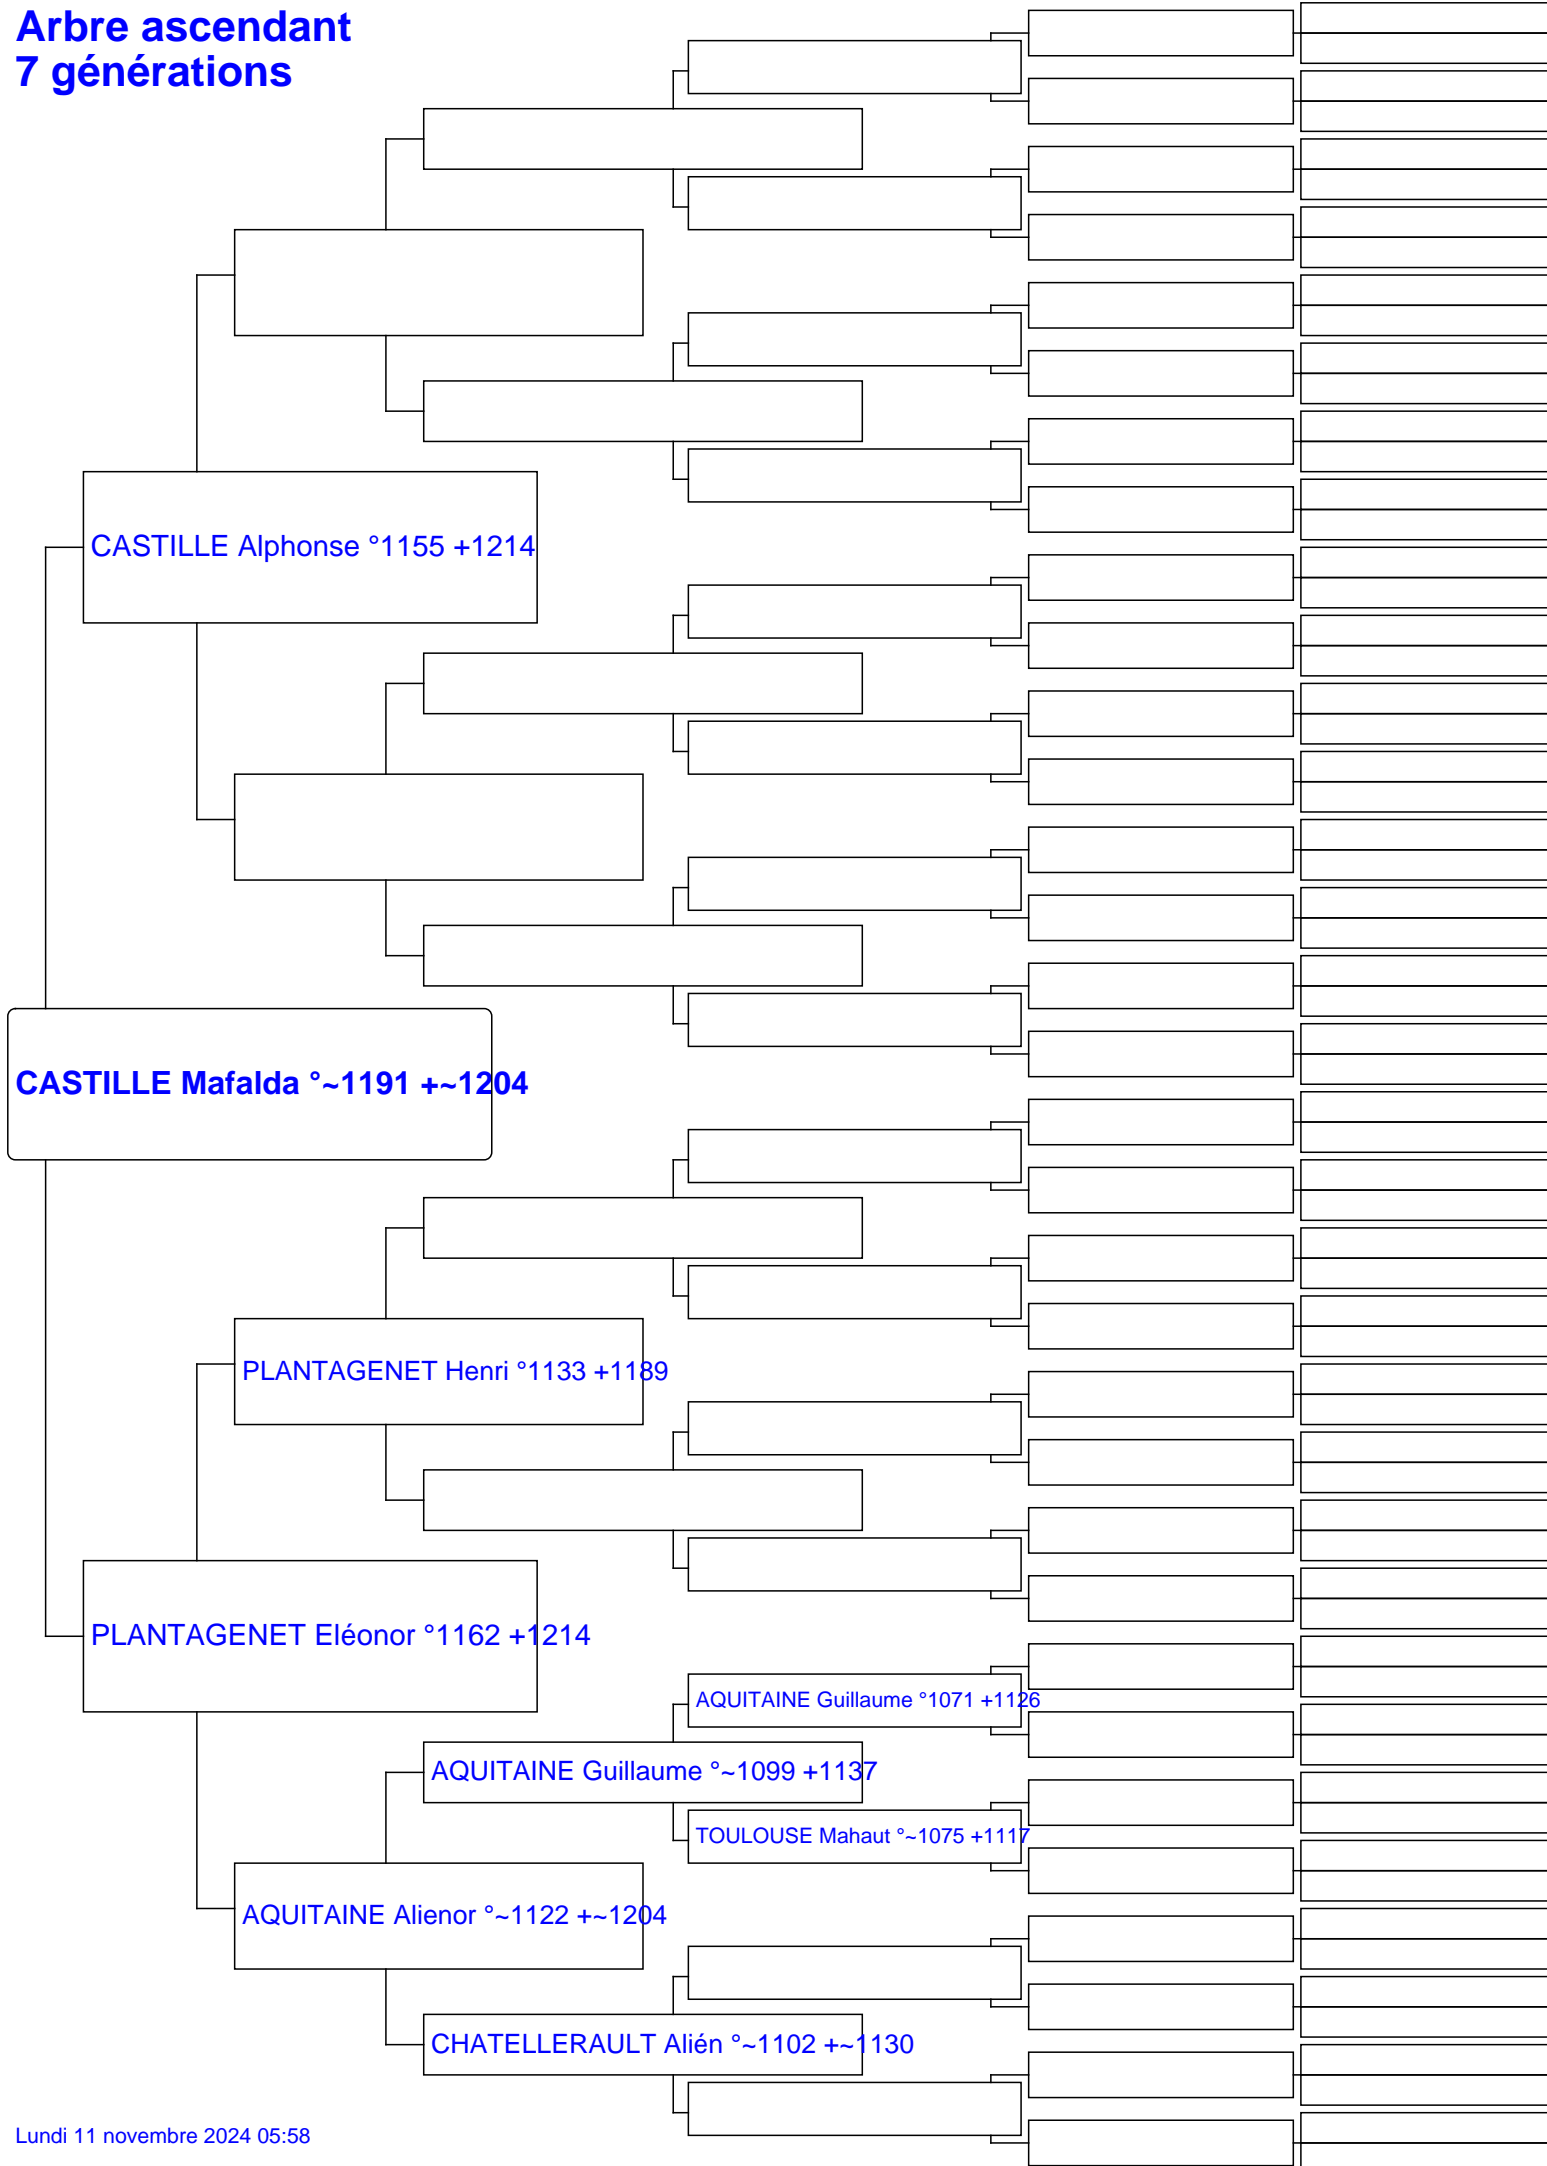 Arbre ascendant
7 générations
CASTILLE Alphonse °1155 +1214
CASTILLE Mafalda °~1191 +~1204
PLANTAGENET Henri °1133 +1189
PLANTAGENET Eléonor °1162 +1214
AQUITAINE Guillaume °1071 +1126
AQUITAINE Guillaume °~1099 +1137
TOULOUSE Mahaut °~1075 +1117
AQUITAINE Alienor °~1122 +~1204
CHATELLERAULT Alién °~1102 +~1130
Lundi 11 novembre 2024 05:58